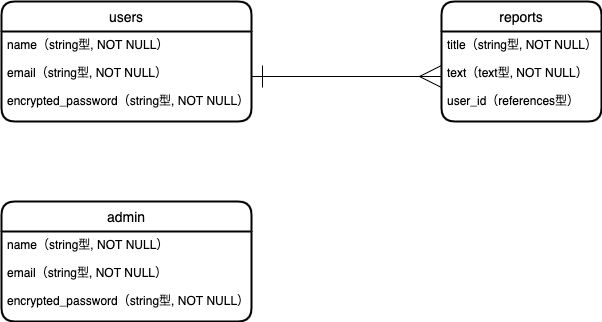 users
name（string型, NOT NULL）
email（string型, NOT NULL）
encrypted_password（string型, NOT NULL）
reports
title（string型, NOT NULL）
text（text型, NOT NULL）
user_id（references型）
admin
name（string型, NOT NULL）
email（string型, NOT NULL）
encrypted_password（string型, NOT NULL）